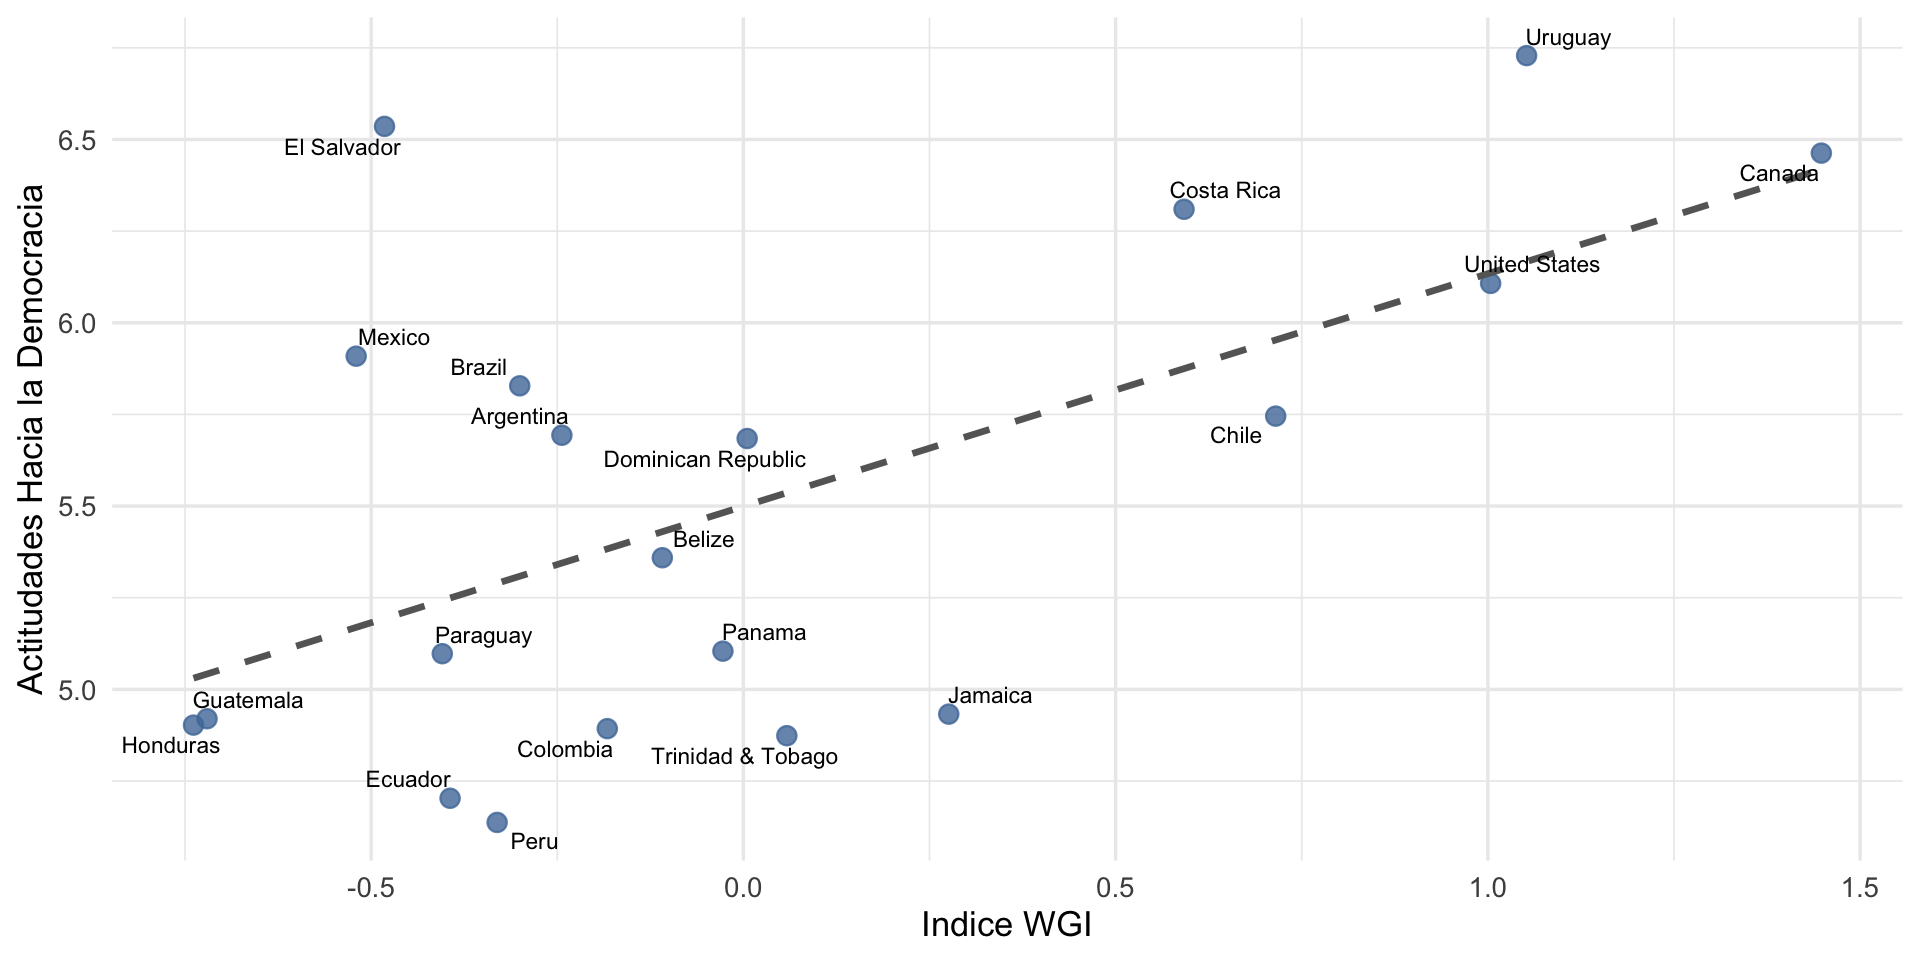 Uruguay
El Salvador
6.5
Canada
Costa Rica
United States
6.0
Mexico
Brazil
Argentina
Chile
Dominican Republic
5.5
Belize
Paraguay
Panama
5.0
Guatemala
Jamaica
Honduras
Colombia
Trinidad & Tobago
Ecuador
Peru
-0.5
0.0
0.5
1.0
1.5
Indice WGI
Actitudades Hacia la Democracia